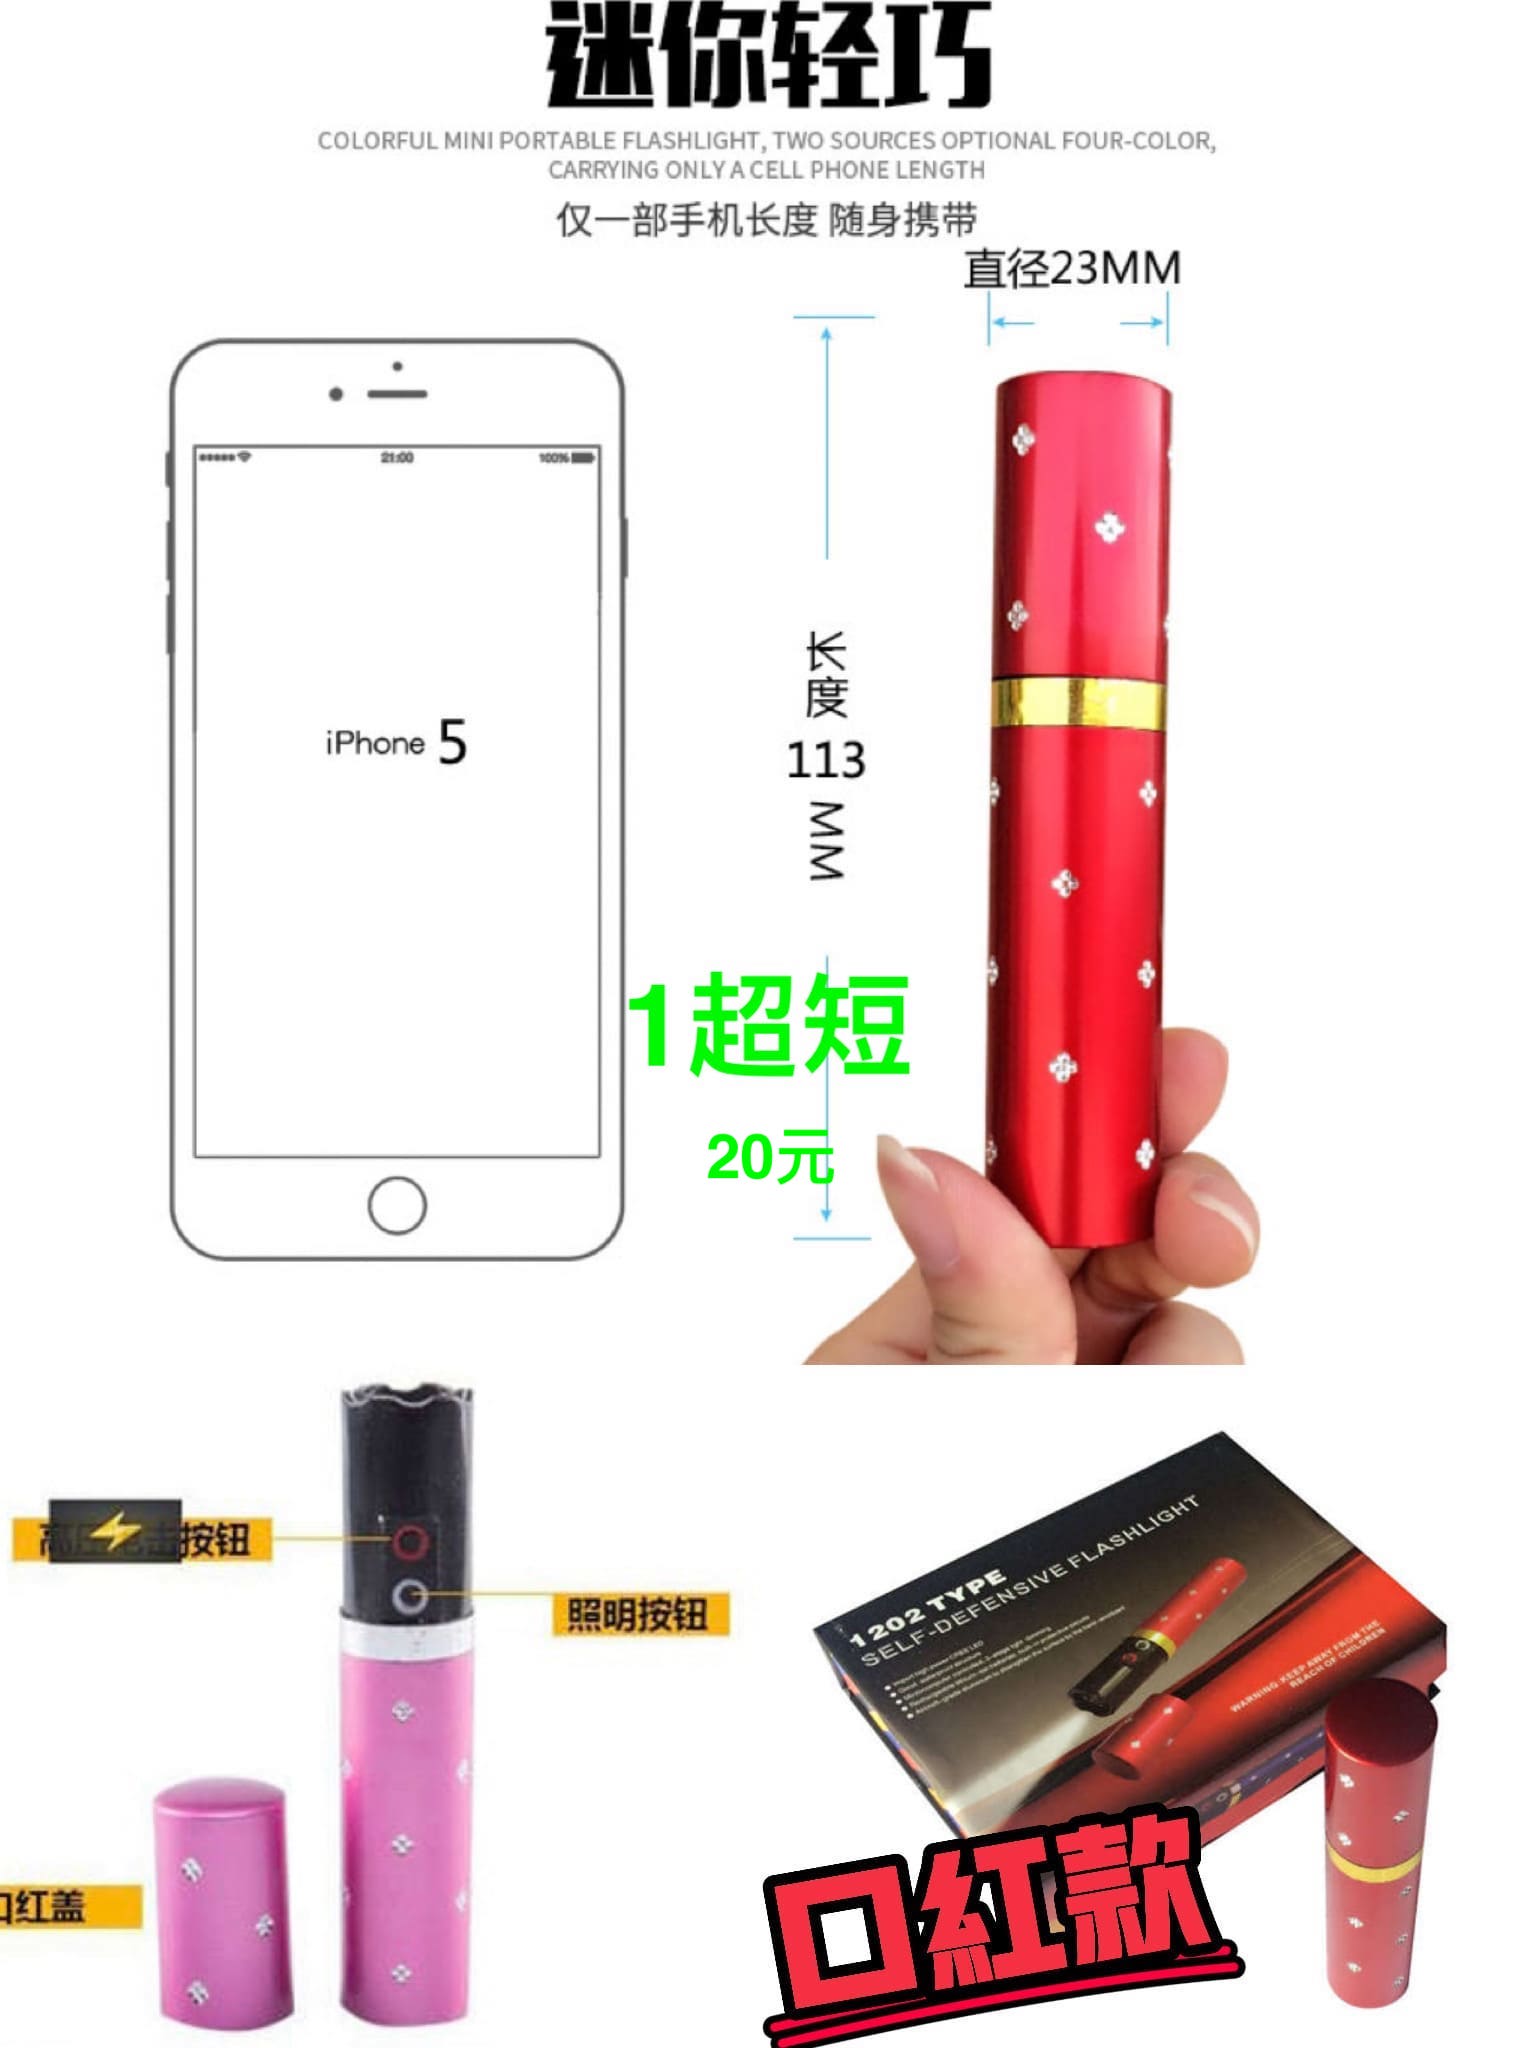 迷你轻巧
COLORFUL MINI PORTABLE FLASHLIGHT, TWO SOURCES OPTIONAL FOUR-COLOR,
CARRYING ONLY A CELL PHONE LENGTH
仅一部手机长度 随身携带
直径23MM
21:00
100%
iPhone 5
长度
113
MM
1超短
20元
按钮
照明按钮
口红盖
1202 TYPE
SELF-DEFENSIVE FLASHLIGHT
WARNING:KEEP AWAY FROM THE
REACH OF CHILDREN
口紅款